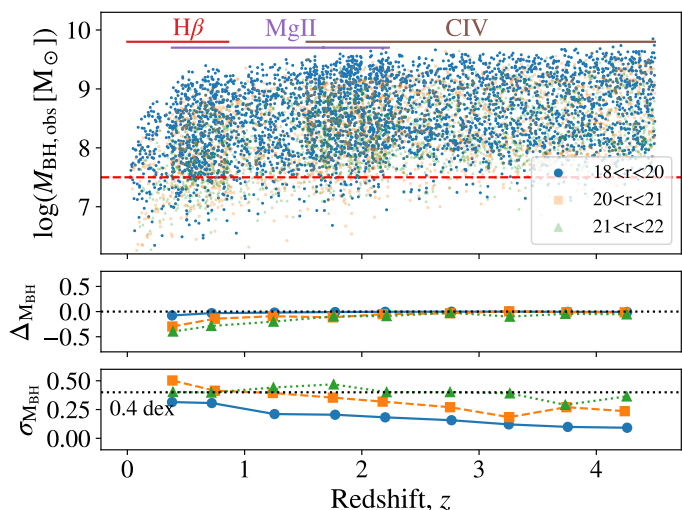 Hβ MgII CIV
log(M_BH,obs [M_⊙])
10
9
8
7
18<r<20
20<r<21
21<r<22
Δ_MBH
0.5
0.0
−0.5
σ_MBH
0.50
0.25
0.00
0.4 dex
0 1 2 3 4
Redshift, z